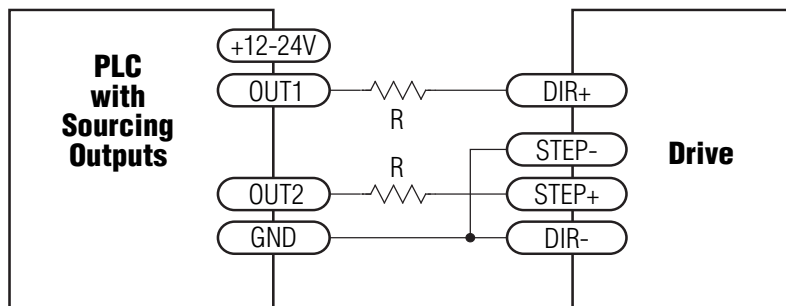 PLC
with
Sourcing
Outputs
+12-24V
OUT1
OUT2
GND
R
R
DIR+
STEP-
STEP+
DIR-
Drive